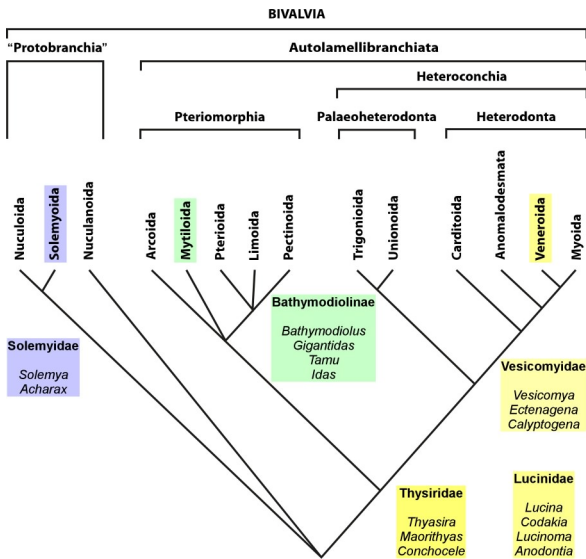 BIVALVIA
"Protobranchia"
Autolamellibranchiata
Heteroconchia
Pteriomorphia
Palaeoheterodonta
Heterodonta
Nuculoida
Solemyoida
Nuculanoida
Arcoida
Mytiloida
Pterioida
Limoida
Pectinoida
Trigonioida
Unionoida
Carditoida
Anomalodesmata
Veneroida
Myoida
Solemyidae
Solemya
Acharax
Bathymodiolinae
Bathymodiolus
Gigantidas
Tamu
Idas
Vesicomyidae
Vesicomya
Ectenagena
Calyptogena
Thysiridae
Thyasira
Maorithyas
Conchocele
Lucinidae
Lucina
Codakia
Lucinoma
Anodontia